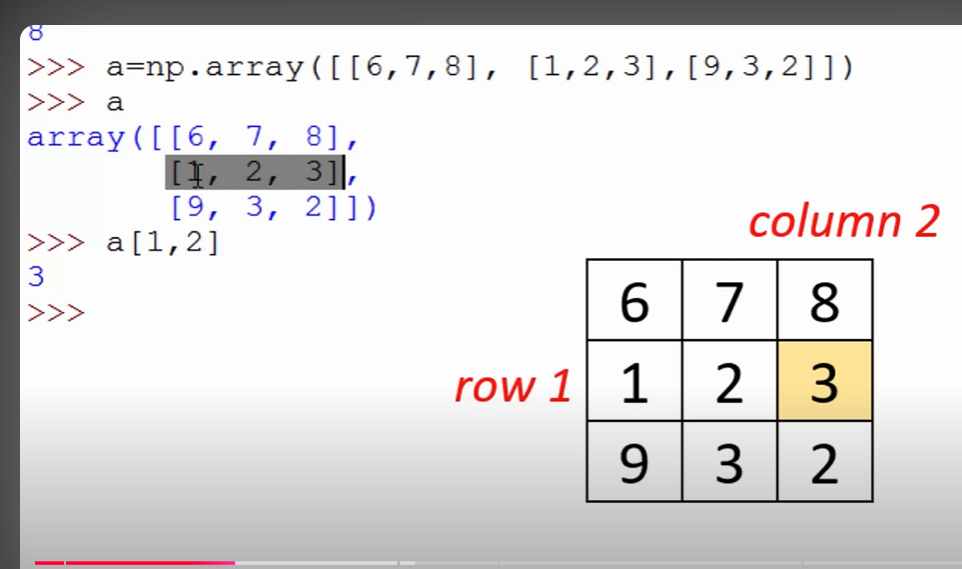 8
>>> a=np.array([[6,7,8], [1,2,3],[9,3,2]])
>>> a
array([[6, 7, 8],
[1, 2, 3],
[9, 3, 2]])
>>> a[1,2]
3
>>>
column 2
6 7 8
row 1 1 2 3
9 3 2